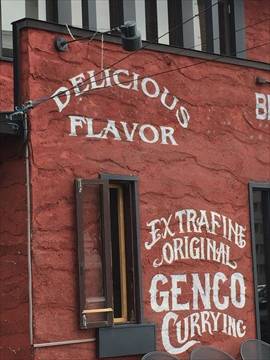 DELICIOUS
FLAVOR
EXTRAFINE
ORIGINAL
GENCO
CURRY INC